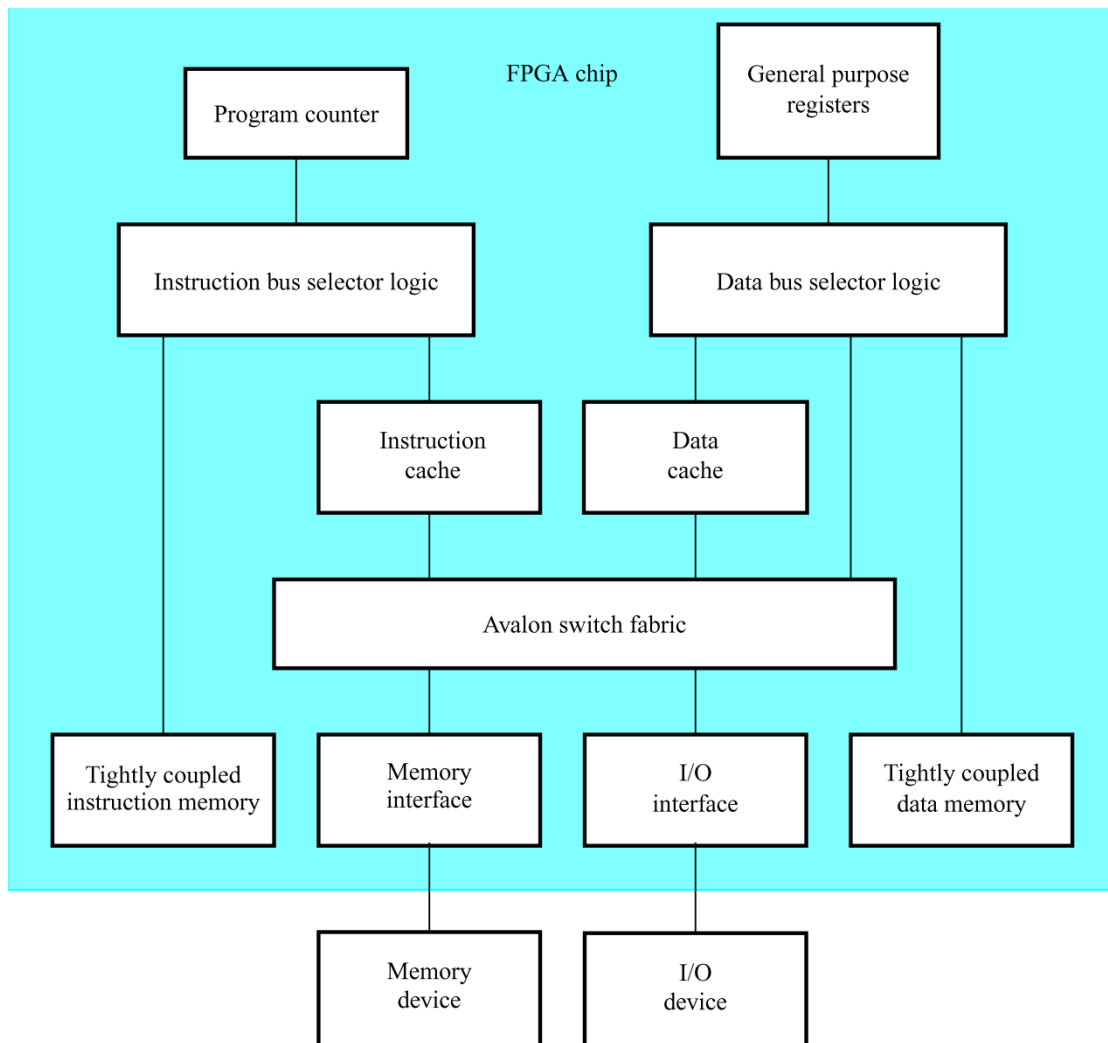 FPGA chip
General purpose
registers
Program counter
Instruction bus selector logic
Data bus selector logic
Instruction
cache
Data
cache
Avalon switch fabric
Tightly coupled
instruction memory
Memory
interface
I/O
interface
Tightly coupled
data memory
Memory
device
I/O
device